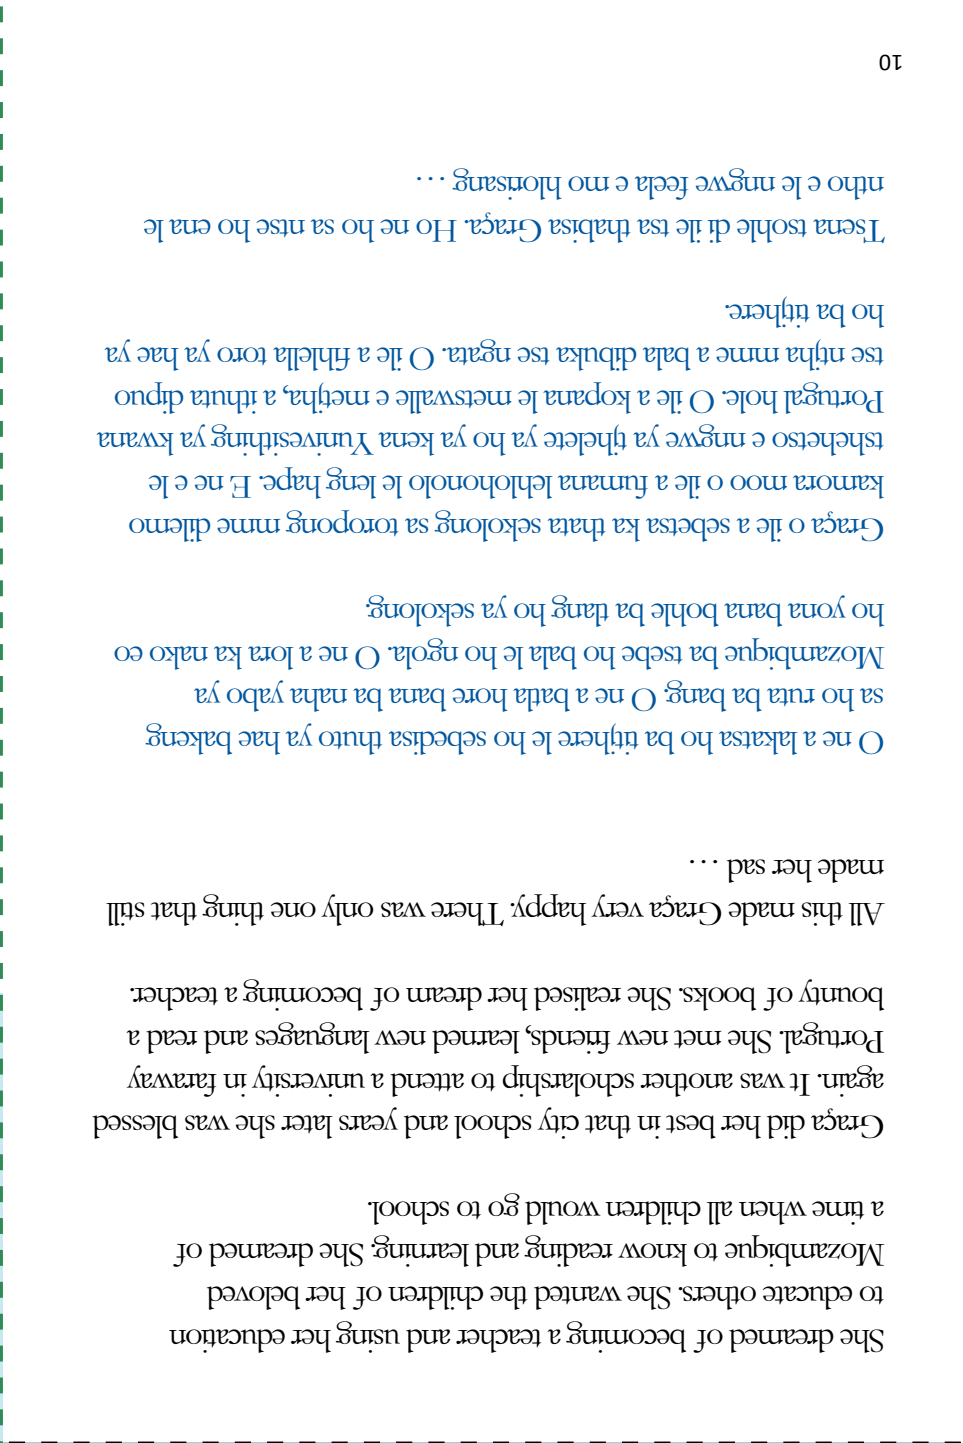 She dreamed of becoming a teacher and using her education
to educate others. She wanted the children of her beloved
Mozambique to know reading and learning. She dreamed of
a time when all children would go to school.
Graça did her best in that city school and years later she was blessed
again. It was another scholarship to attend a university in faraway
Portugal. She met new friends, learned new languages and read a
bounty of books. She realised her dream of becoming a teacher.
All this made Graça very happy. There was only one thing that still
made her sad …
O ne a lakatsa ho ba titjhere le ho sebedisa thuto ya hae bakeng
sa ho ruta ba bang. O ne a batla hore bana ba naha yabo ya
Mozambique ba tsebe ho bala le ho ngola. O ne a lora ka nako eo
ho yona bana bohle ba tlang ho ya sekolong.
Graça o ile a sebetsa ka thata sekolong sa toropong mme dilemo
kamora moo o ile a fumana lehlohonolo le leng hape. E ne e le
tshehetso e nngwe ya tjhelete ya ho ya kena Yunivesithing ya kwana
Portugal hole. O ile a kopana le metswalle e metjha, a ithuta dipuo
tse ntjha mme a bala dibuka tse ngata. O ile a fihlella toro ya hae ya
ho ba titjhere.
Tsena tsohle di ile tsa thabisa Graça. Ho ne ho sa ntse ho ena le
ntho e le nngwe feela e mo hlorisang …
10